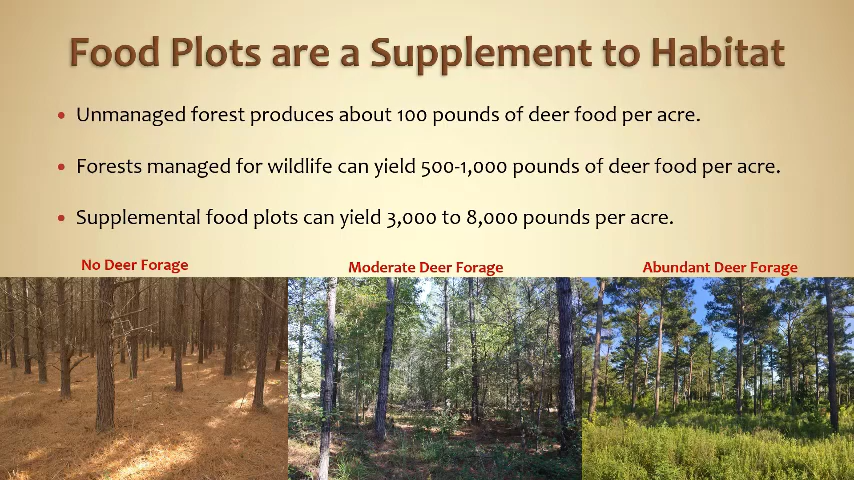 Food Plots are a Supplement to Habitat
• Unmanaged forest produces about 100 pounds of deer food per acre.
• Forests managed for wildlife can yield 500-1,000 pounds of deer food per acre.
• Supplemental food plots can yield 3,000 to 8,000 pounds per acre.
No Deer Forage
Moderate Deer Forage
Abundant Deer Forage